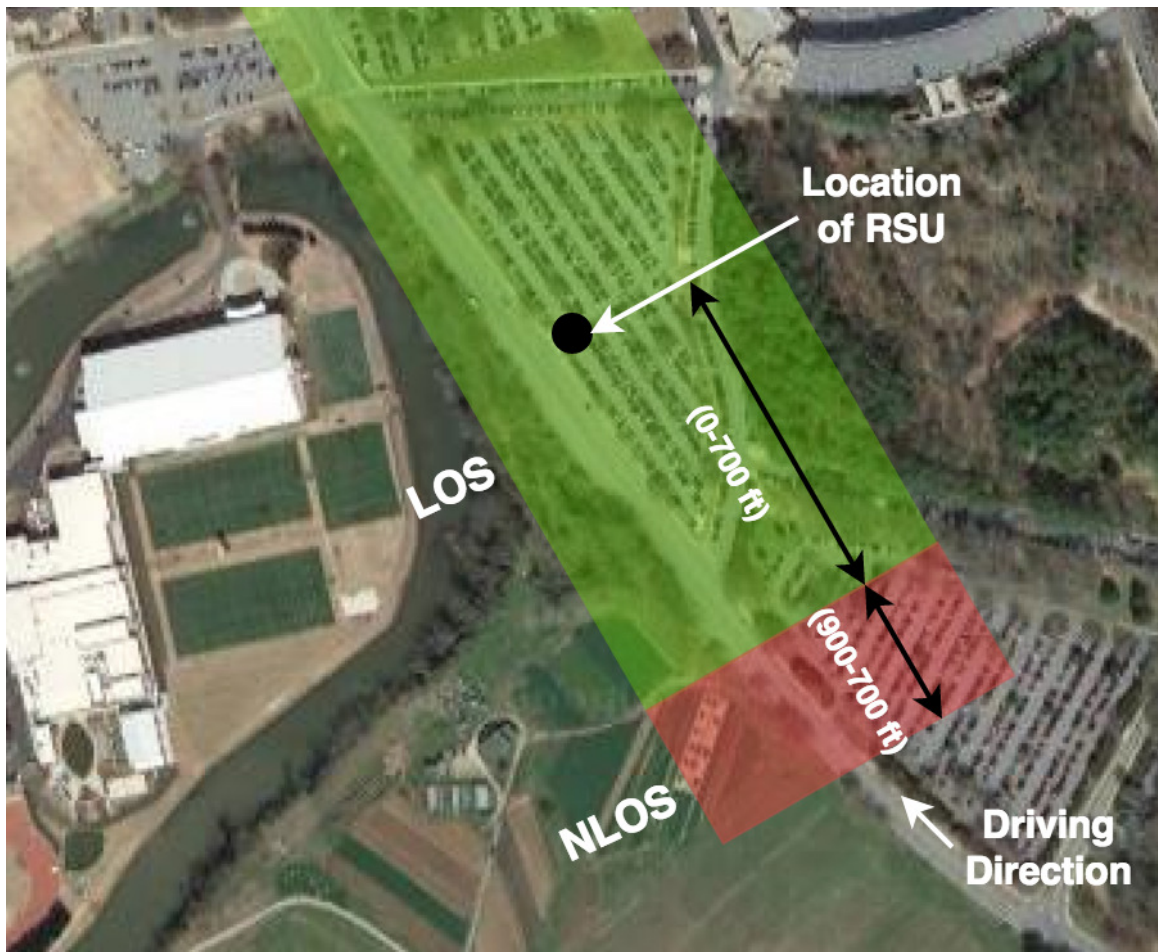 Location
of RSU
(0-700 ft)
LOS
(900-700 ft)
NLOS
Driving
Direction